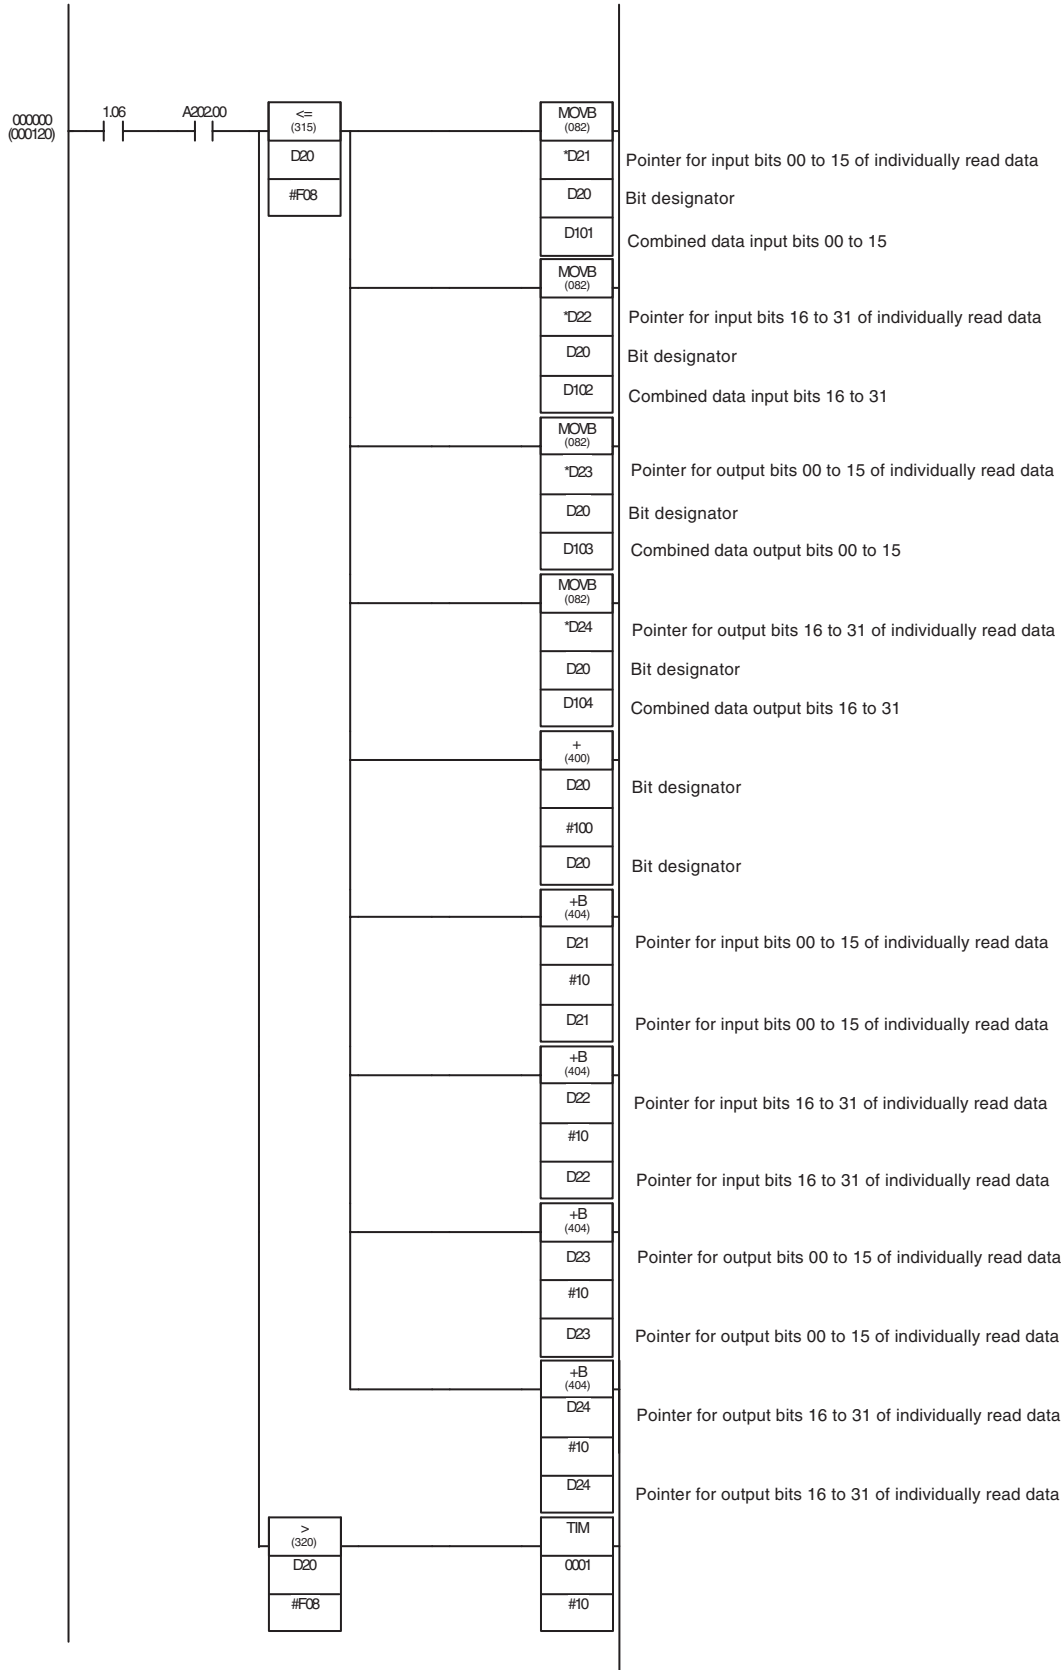 000000
(000120)
1.06
A202.00
<=
(315)
D20
#F08
MOVB
(082)
*D21 Pointer for input bits 00 to 15 of individually read data
D20 Bit designator
D101 Combined data input bits 00 to 15
MOVB
(082)
*D22 Pointer for input bits 16 to 31 of individually read data
D20 Bit designator
D102 Combined data input bits 16 to 31
MOVB
(082)
*D23 Pointer for output bits 00 to 15 of individually read data
D20 Bit designator
D103 Combined data output bits 00 to 15
MOVB
(082)
*D24 Pointer for output bits 16 to 31 of individually read data
D20 Bit designator
D104 Combined data output bits 16 to 31
+
(400)
D20 Bit designator
#100
D20 Bit designator
+B
(404)
D21 Pointer for input bits 00 to 15 of individually read data
#10
D21 Pointer for input bits 00 to 15 of individually read data
+B
(404)
D22 Pointer for input bits 16 to 31 of individually read data
#10
D22 Pointer for input bits 16 to 31 of individually read data
+B
(404)
D23 Pointer for output bits 00 to 15 of individually read data
#10
D23 Pointer for output bits 00 to 15 of individually read data
+B
(404)
D24 Pointer for output bits 16 to 31 of individually read data
#10
D24 Pointer for output bits 16 to 31 of individually read data
>
(320)
D20
#F08
TIM
0001
#10